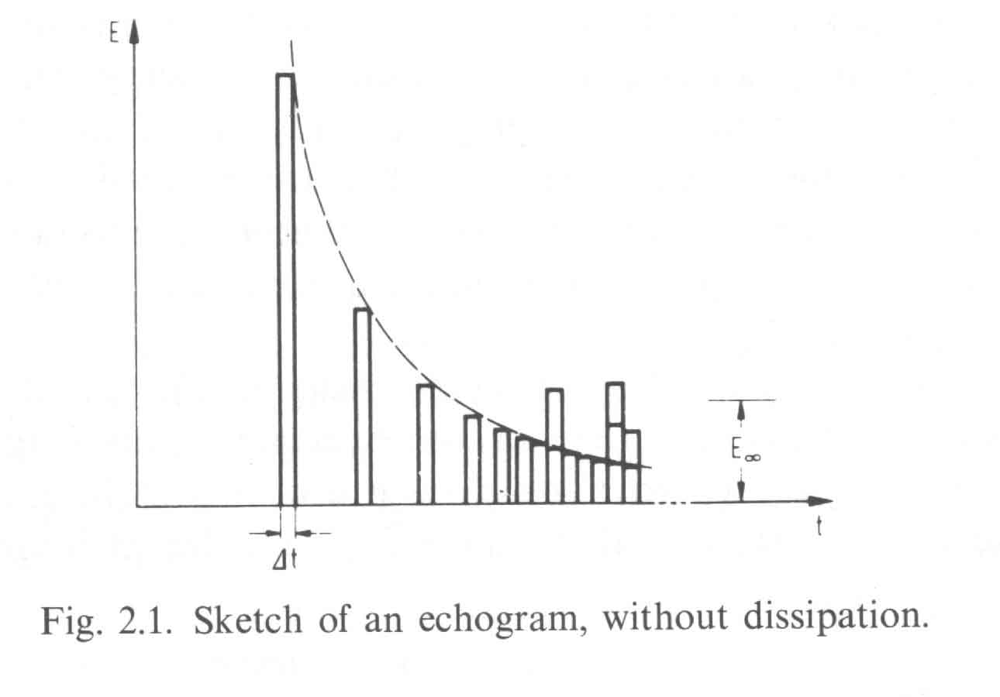 E
E∞
t
Δt
Fig. 2.1. Sketch of an echogram, without dissipation.